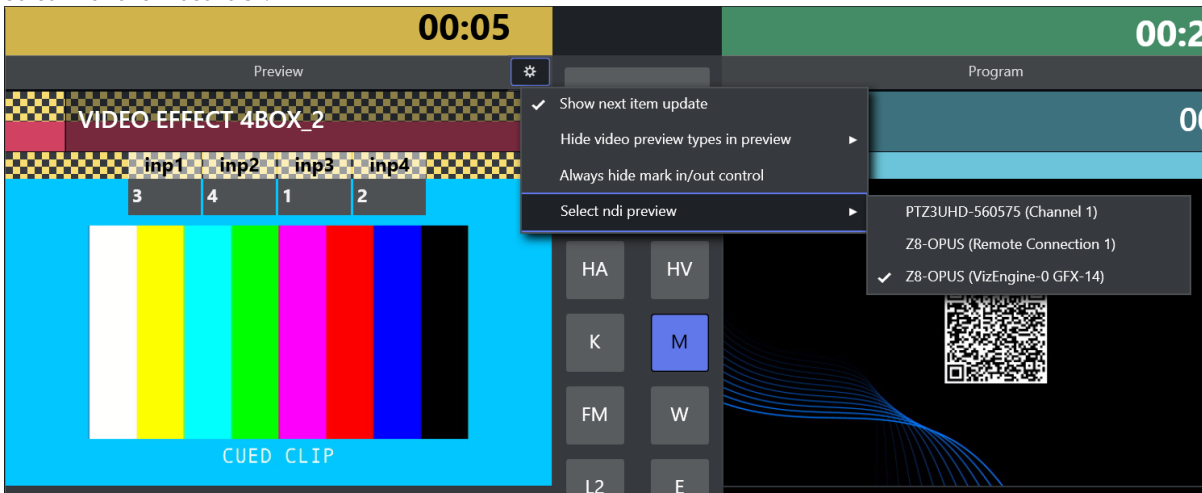 00:05
00:2
Preview
Program
VIDEO EFFECT 4BOX_2
inp1 inp2 inp3 inp4
3 4 1 2
Show next item update
Hide video preview types in preview
Always hide mark in/out control
Select ndi preview
PTZ3UHD-560575 (Channel 1)
Z8-OPUS (Remote Connection 1)
Z8-OPUS (VizEngine-0 GFX-14)
00
HA HV
K M
FM W
L2 E
CUED CLIP